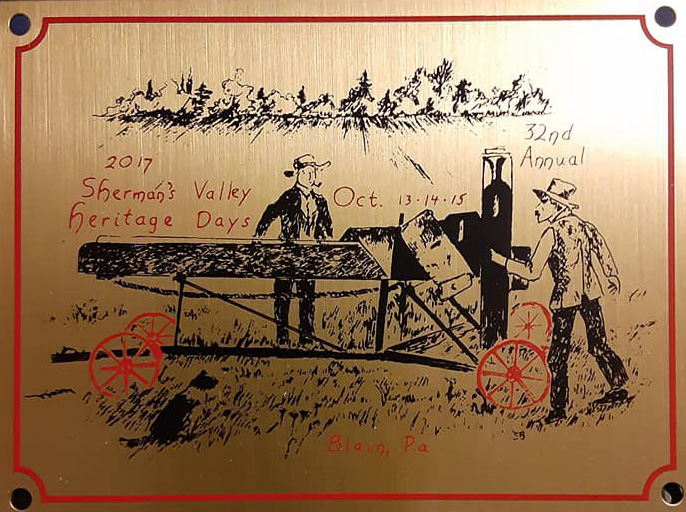 32nd
Annual
2017
Sherman's Valley
Heritage Days
Oct. 13-14-15
Blain, Pa